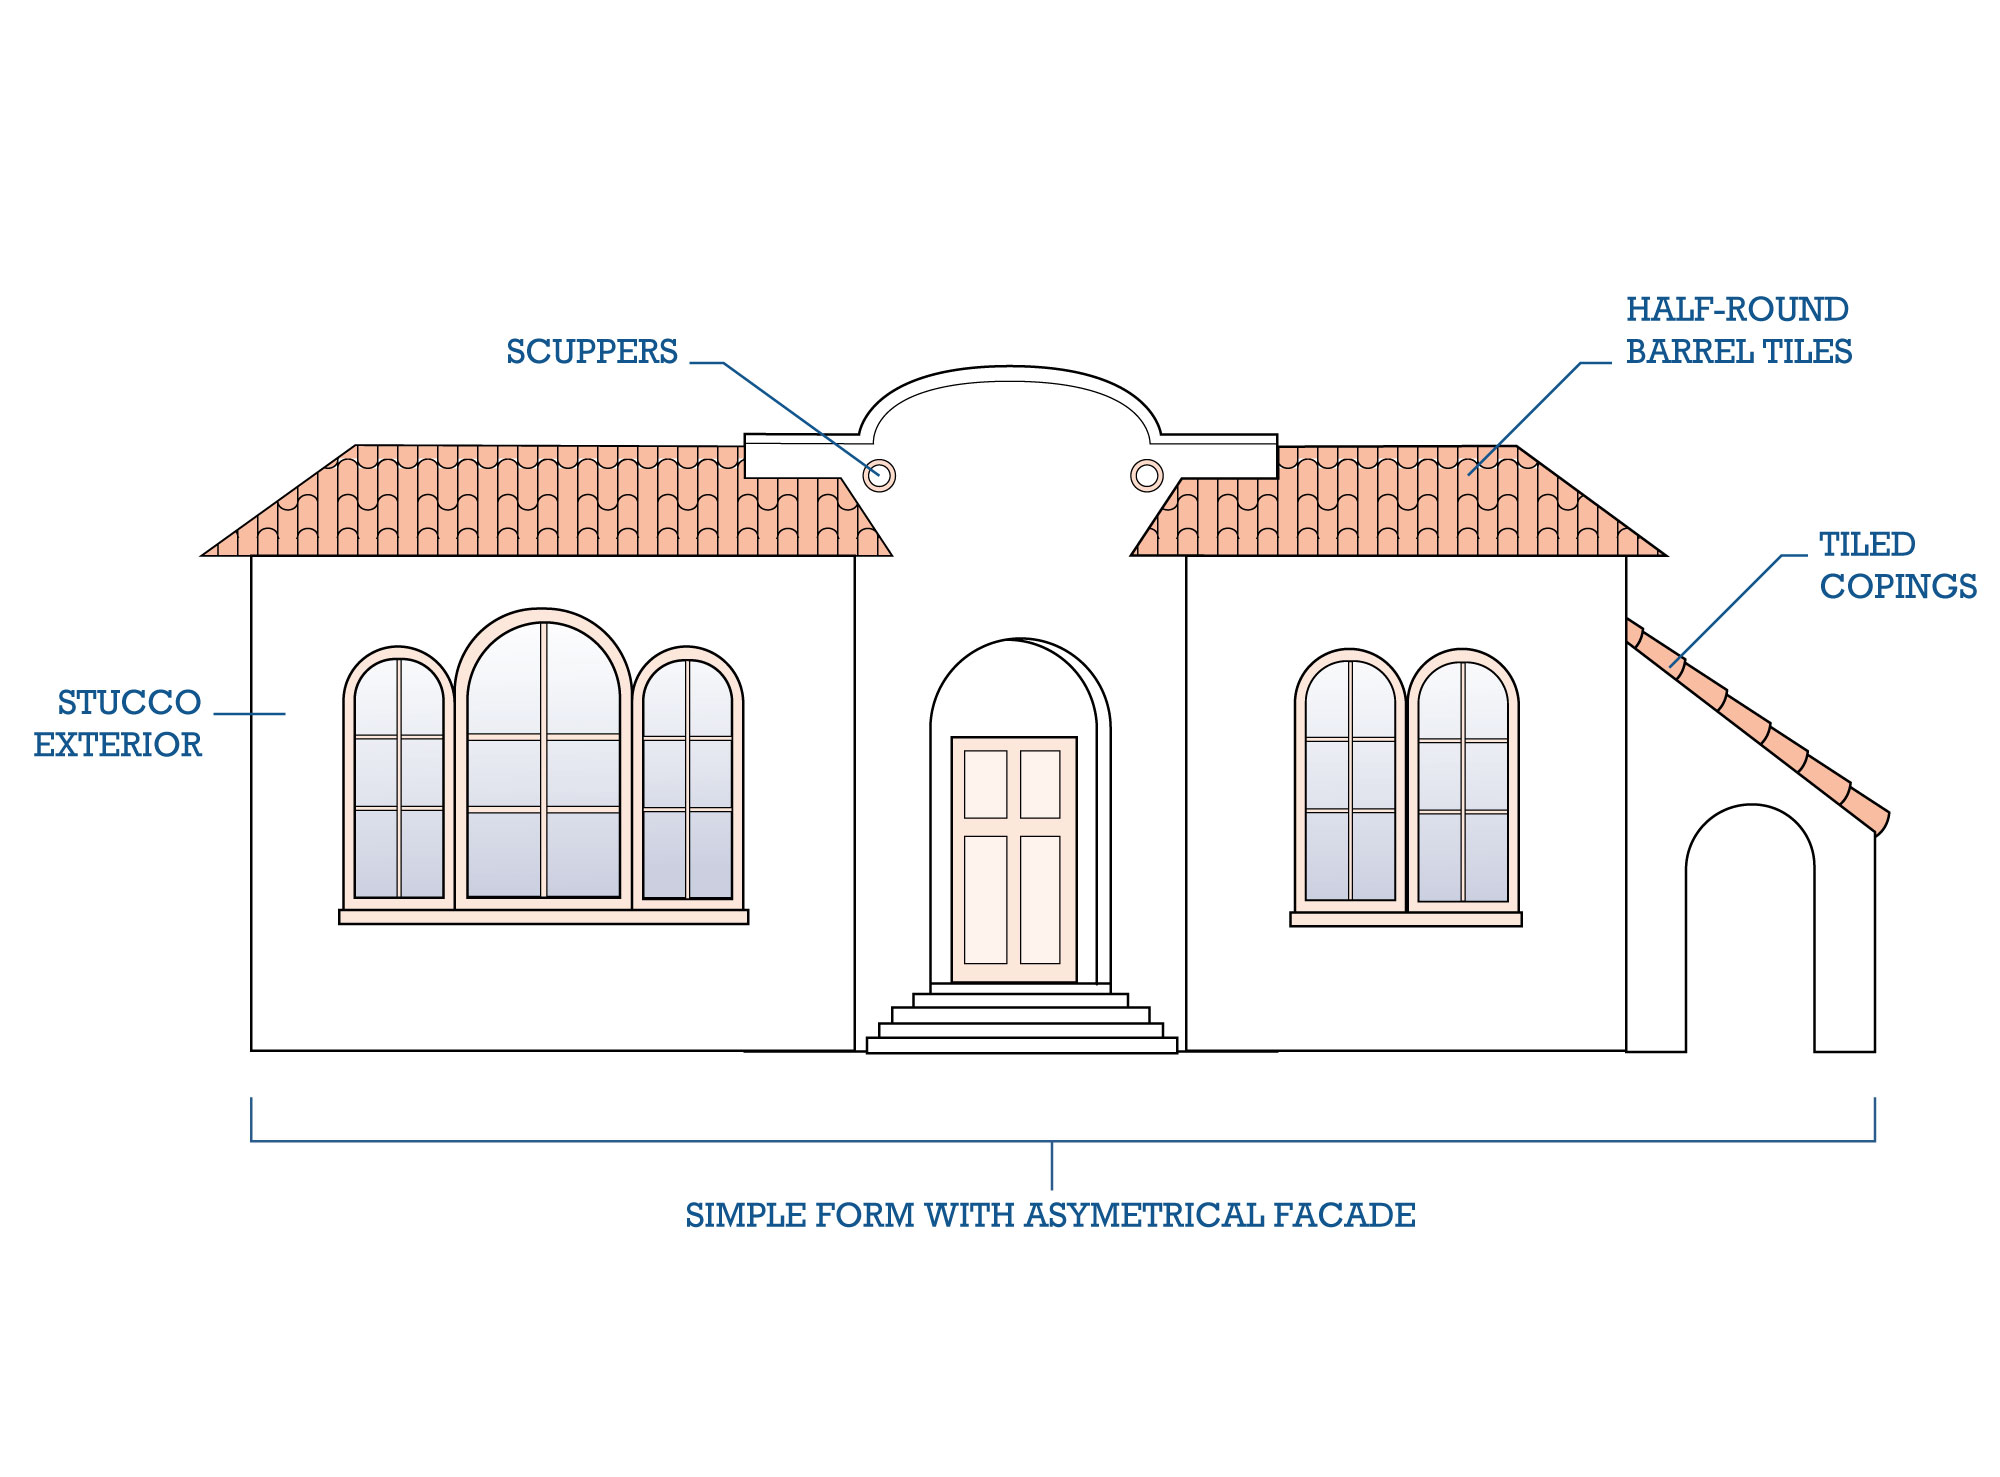 HALF-ROUND
BARREL TILES
SCUPPERS
TILED
COPINGS
STUCCO
EXTERIOR
SIMPLE FORM WITH ASYMETRICAL FACADE